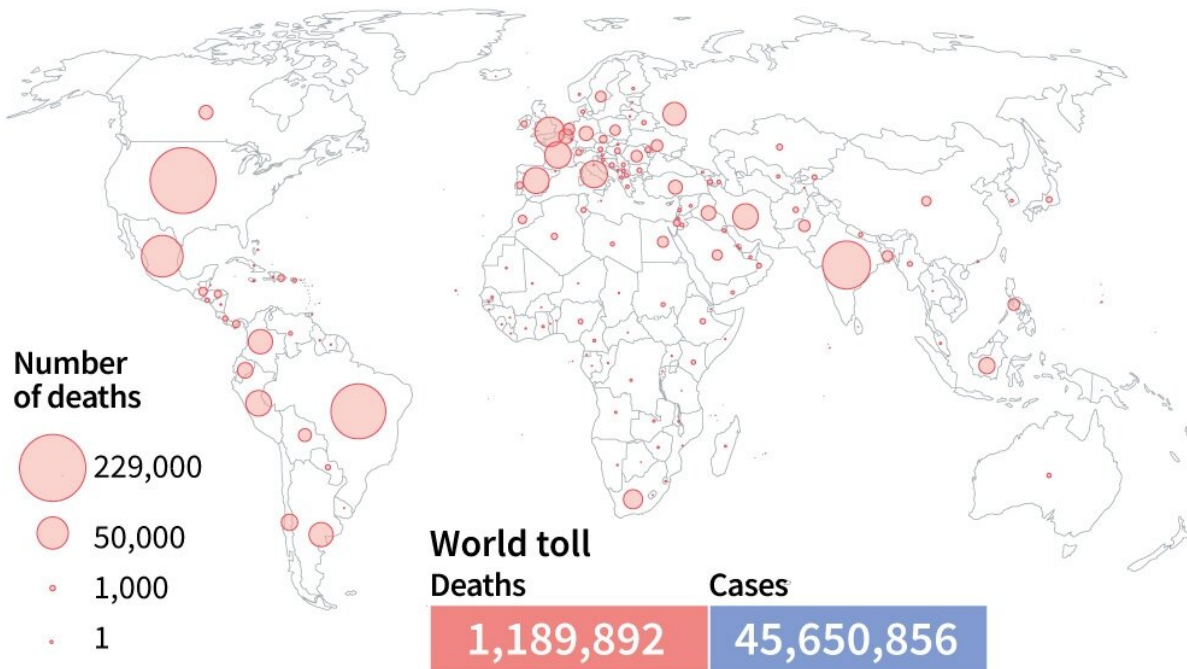 Number
of deaths
229,000
50,000
1,000
1
World toll
Deaths
Cases
1,189,892
45,650,856